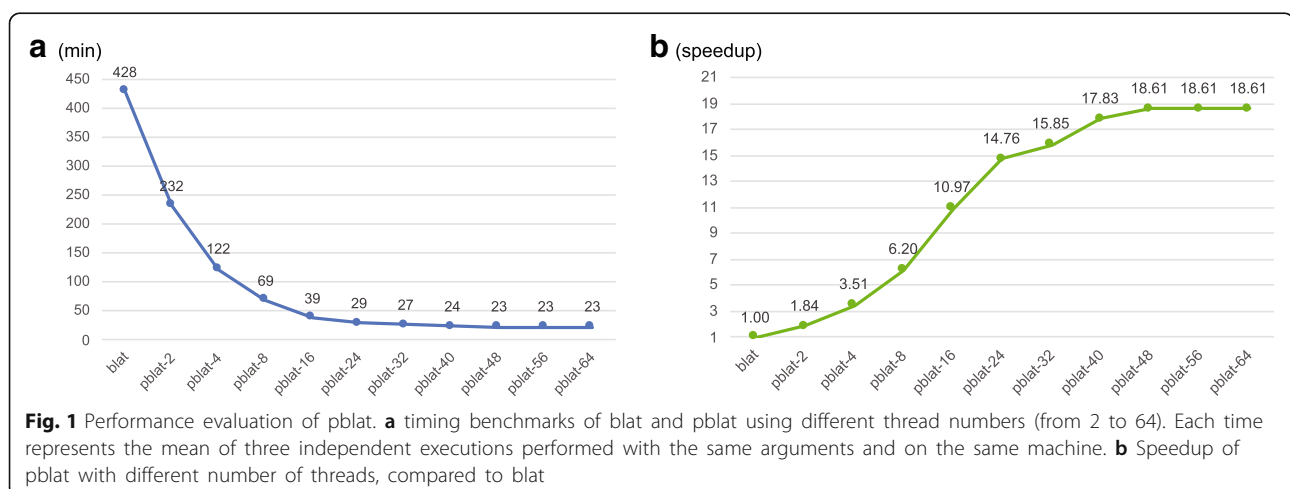 a (min)
428
450
400
350
300
250
232
200
150
122
100
69
50
39
29
27
24
23
23
23
0
blat
pblat-2
pblat-4
pblat-8
pblat-16
pblat-24
pblat-32
pblat-40
pblat-48
pblat-56
pblat-64
b (speedup)
21
19
17
15
13
11
9
7
5
3
1
1.00
1.84
3.51
6.20
10.97
14.76
15.85
17.83
18.61
18.61
18.61
blat
pblat-2
pblat-4
pblat-8
pblat-16
pblat-24
pblat-32
pblat-40
pblat-48
pblat-56
pblat-64
Fig. 1 Performance evaluation of pblat. a timing benchmarks of blat and pblat using different thread numbers (from 2 to 64). Each time
represents the mean of three independent executions performed with the same arguments and on the same machine. b Speedup of
pblat with different number of threads, compared to blat